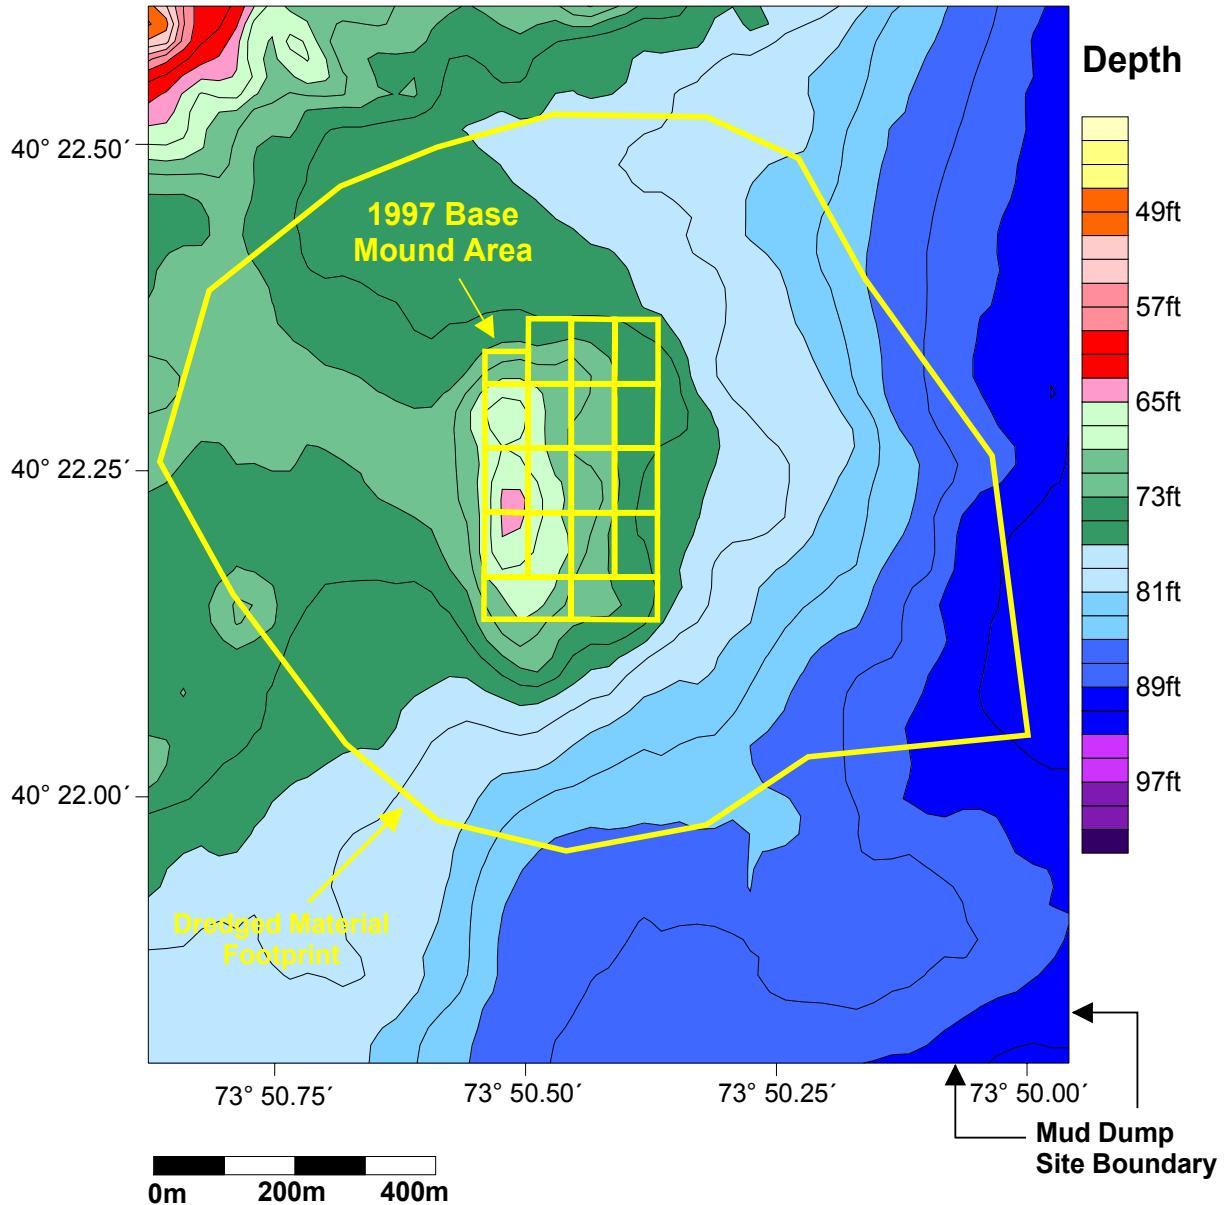 Depth
49ft
57ft
65ft
73ft
81ft
89ft
97ft
40° 22.50´
40° 22.25´
40° 22.00´
1997 Base
Mound Area
Dredged Material
Footprint
73° 50.75´
73° 50.50´
73° 50.25´
73° 50.00´
Mud Dump
Site Boundary
0m
200m
400m